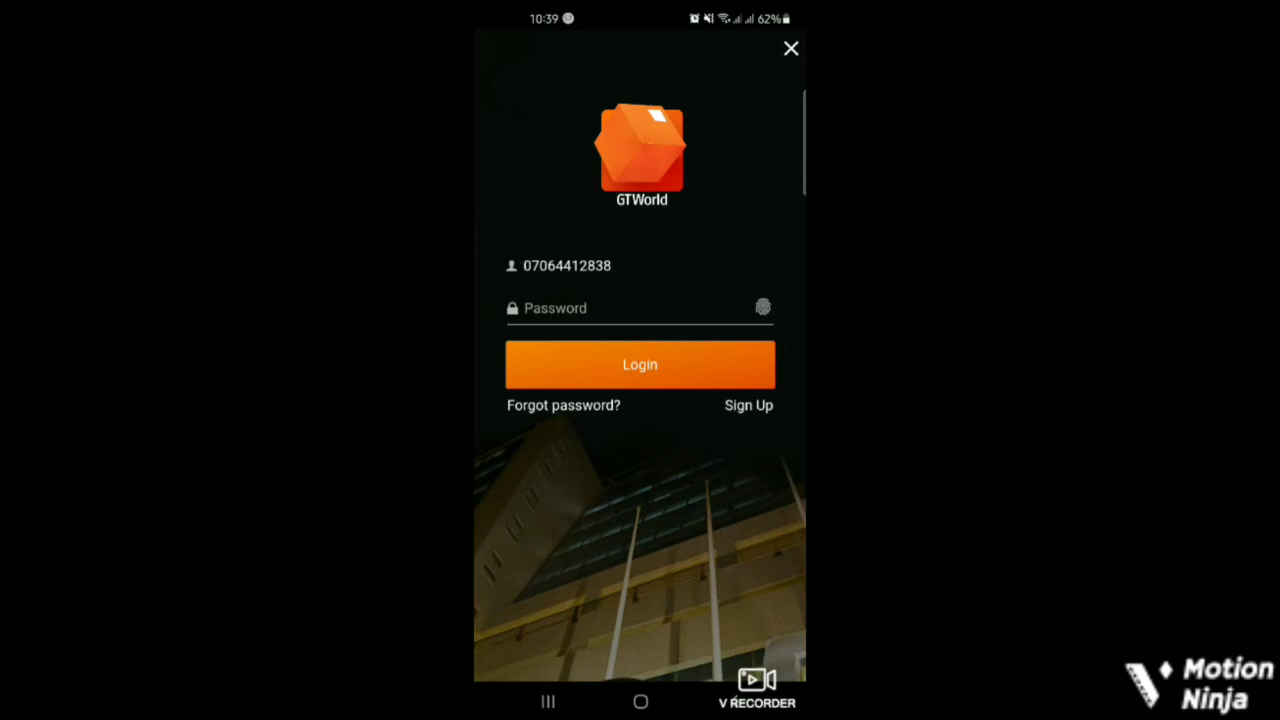 10:39
62%
GTWorld
07064412838
Password
Login
Forgot password?
Sign Up
V RECORDER
Motion
Ninja